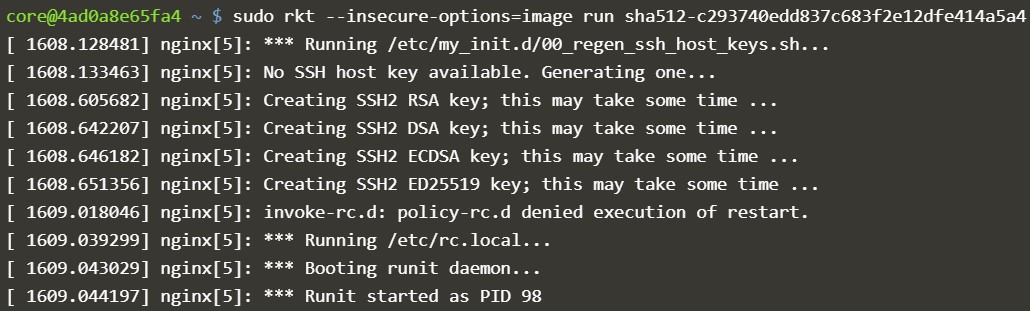 core@4ad0a8e65fa4 ~ $ sudo rkt --insecure-options=image run sha512-c293740edd837c683f2e12dfe414a5a4
[ 1608.128481] nginx[5]: *** Running /etc/my_init.d/00_regen_ssh_host_keys.sh...
[ 1608.133463] nginx[5]: No SSH host key available. Generating one...
[ 1608.605682] nginx[5]: Creating SSH2 RSA key; this may take some time ...
[ 1608.642207] nginx[5]: Creating SSH2 DSA key; this may take some time ...
[ 1608.646182] nginx[5]: Creating SSH2 ECDSA key; this may take some time ...
[ 1608.651356] nginx[5]: Creating SSH2 ED25519 key; this may take some time ...
[ 1609.018046] nginx[5]: invoke-rc.d: policy-rc.d denied execution of restart.
[ 1609.039299] nginx[5]: *** Running /etc/rc.local...
[ 1609.043029] nginx[5]: *** Booting runit daemon...
[ 1609.044197] nginx[5]: *** Runit started as PID 98